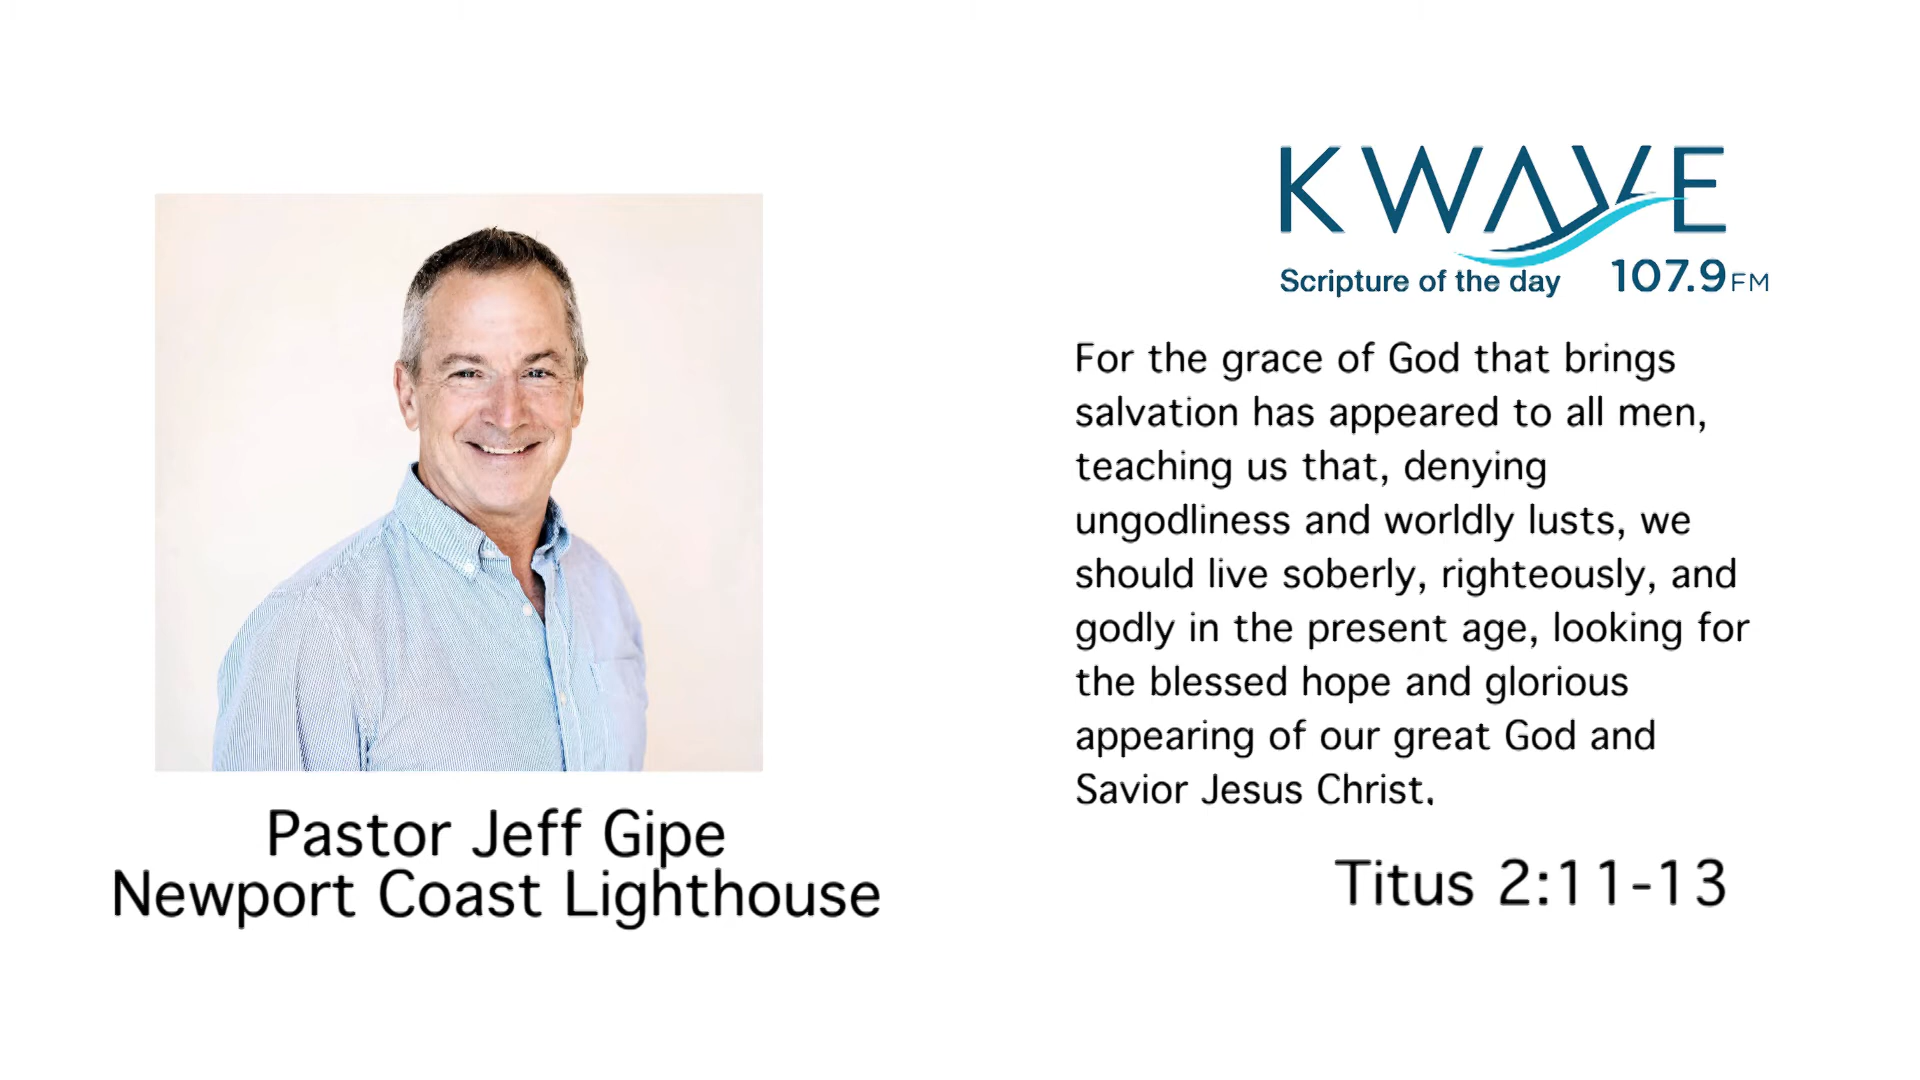 Pastor Jeff Gipe
Newport Coast Lighthouse
KWAVE
Scripture of the day 107.9 FM
For the grace of God that brings
salvation has appeared to all men,
teaching us that, denying
ungodliness and worldly lusts, we
should live soberly, righteously, and
godly in the present age, looking for
the blessed hope and glorious
appearing of our great God and
Savior Jesus Christ,
Titus 2:11-13